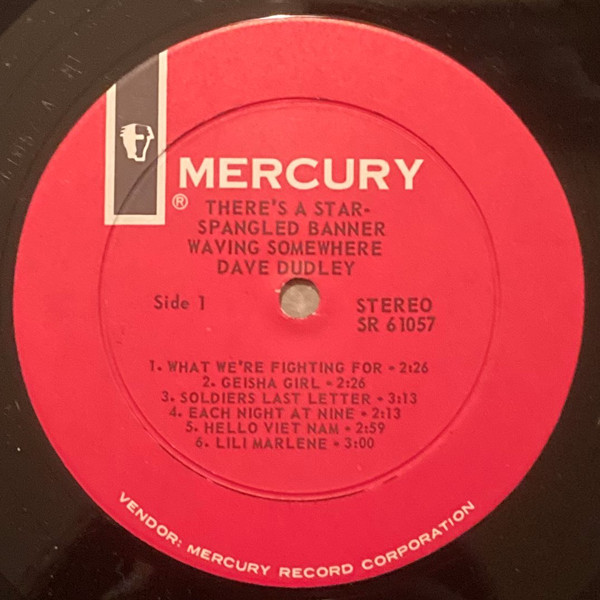 MERCURY
®
THERE'S A STAR-
SPANGLED BANNER
WAVING SOMEWHERE
DAVE DUDLEY
Side 1
STEREO
SR 61057
1. WHAT WE'RE FIGHTING FOR • 2:26
2. GEISHA GIRL • 2:26
3. SOLDIERS LAST LETTER • 3:13
4. EACH NIGHT AT NINE • 2:13
5. HELLO VIET NAM • 2:59
6. LILI MARLENE • 3:00
VENDOR: MERCURY RECORD CORPORATION